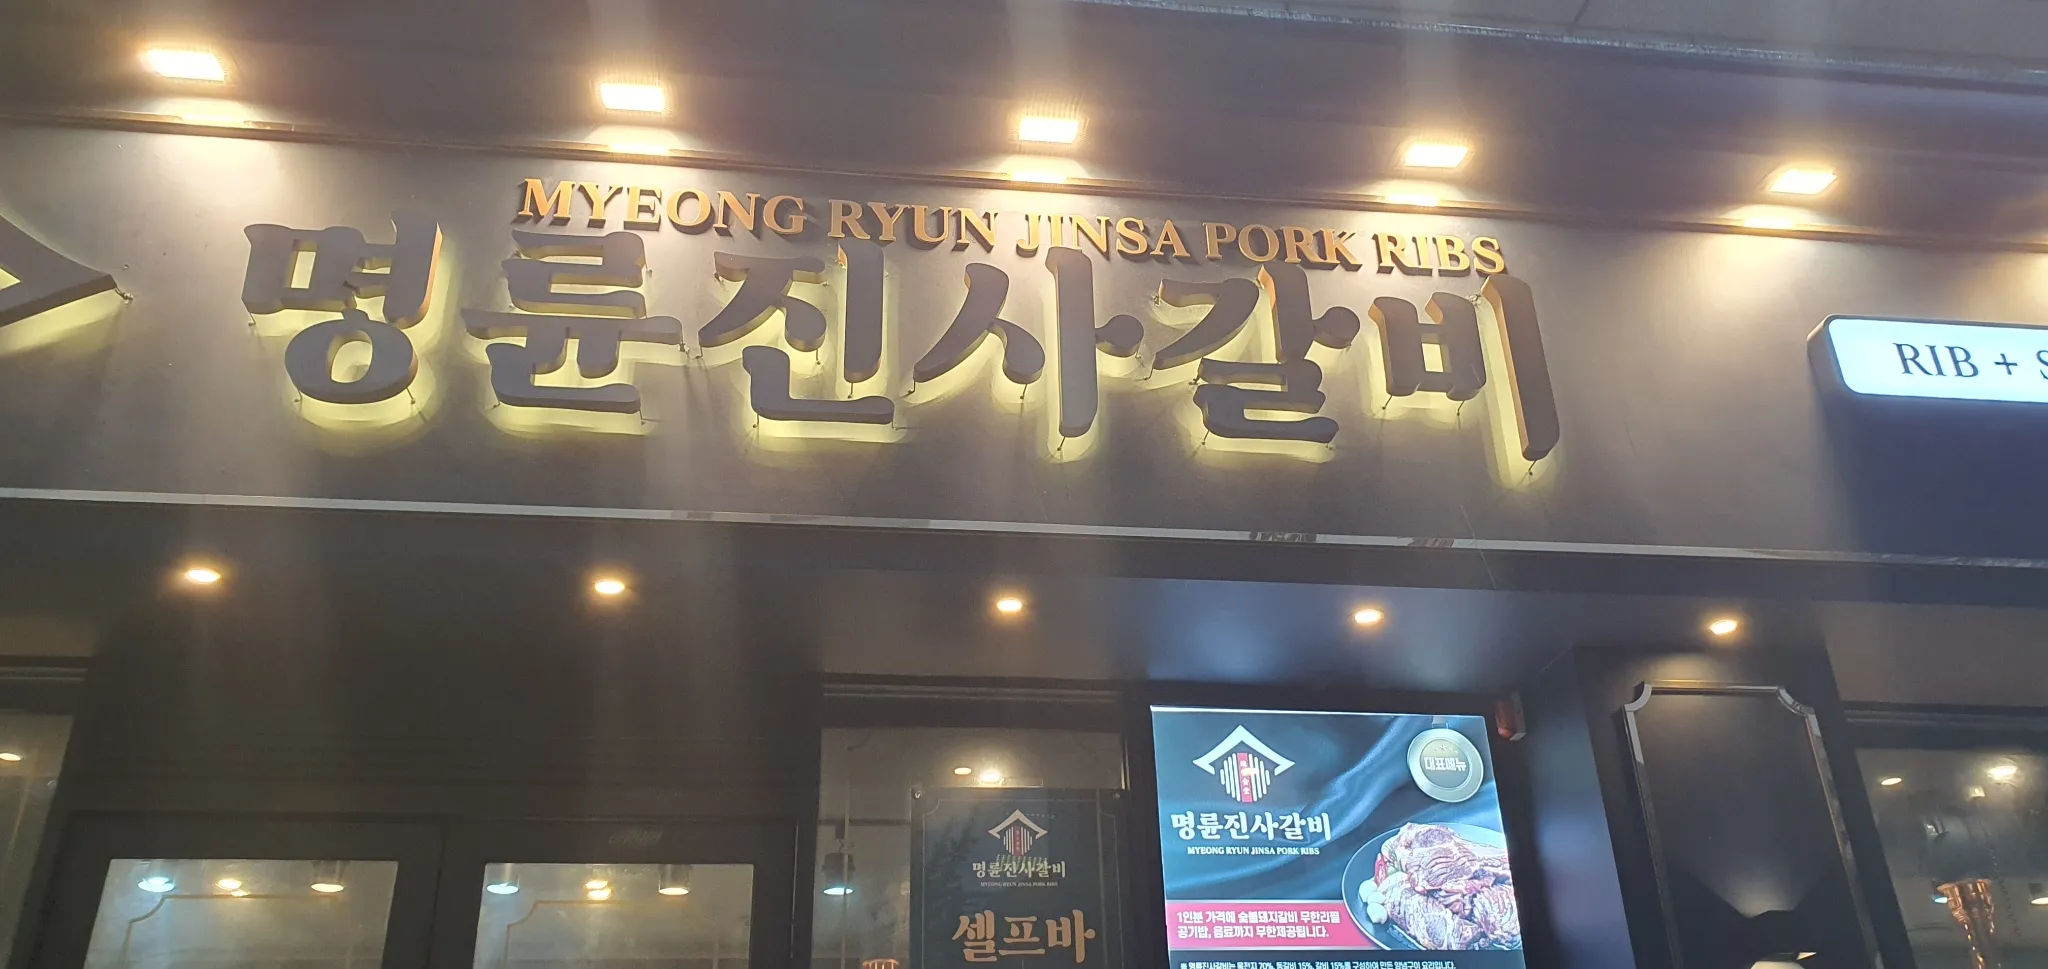 MYEONG RYUN JINSA PORK RIBS
명륜진사갈비
RIB +
대표메뉴
명륜진사갈비
MYEONG RYUN JINSA PORK RIBS
1인분 가격에 숯불돼지갈비 무한리필
공기밥, 음료까지 무한제공됩니다.
명륜진사갈비
MYEONG RYUN JINSA PORK RIBS
셀프바